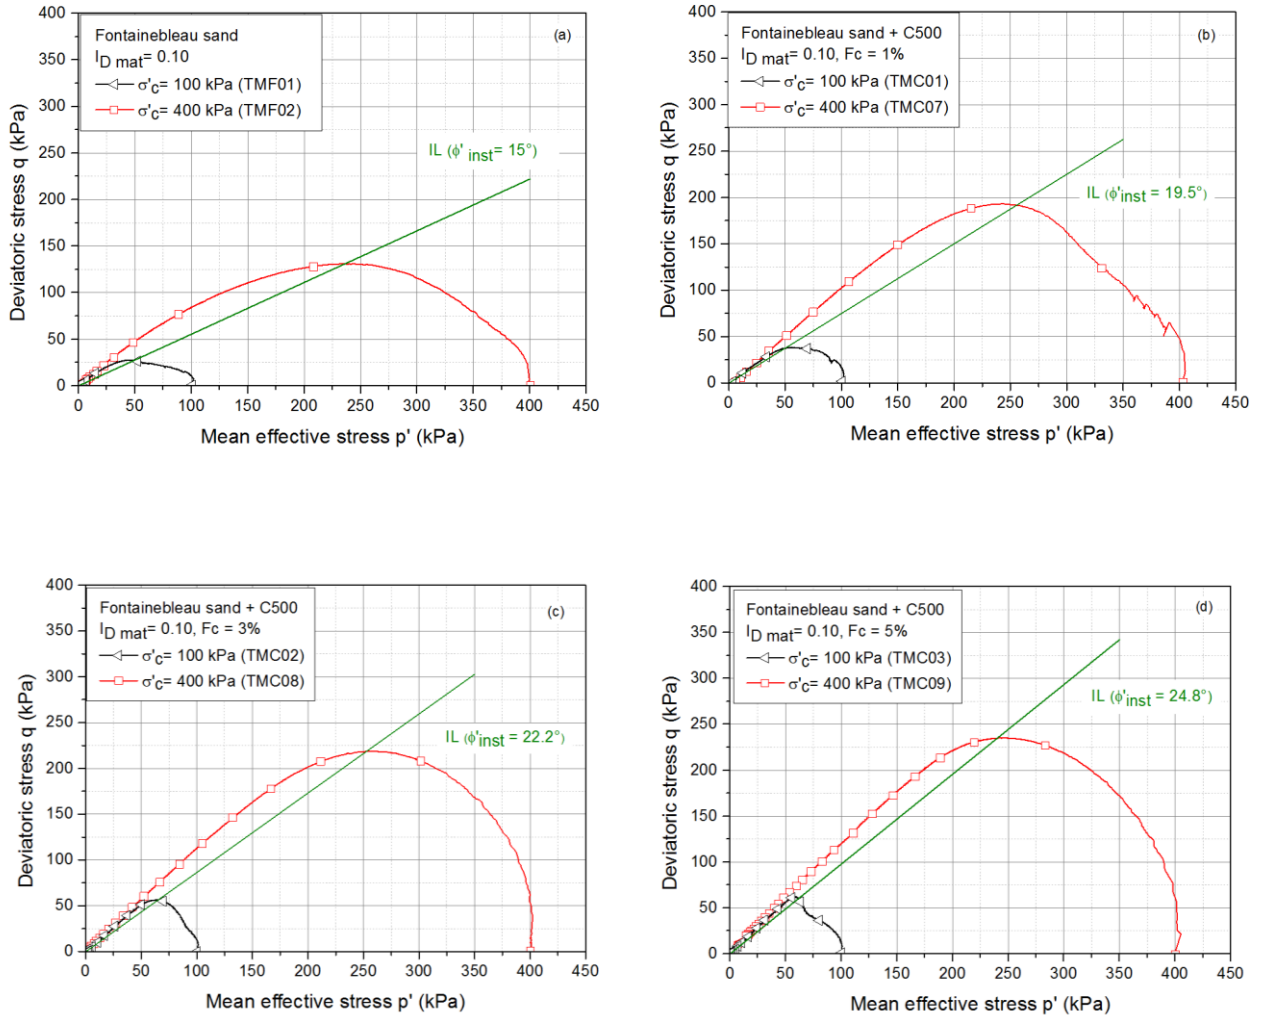 Fontainebleau sand
I_D mat= 0.10
σ'c= 100 kPa (TMF01)
σ'c= 400 kPa (TMF02)
(a)
IL (ϕ' inst= 15°)
Deviatoric stress q (kPa)
400
350
300
250
200
150
100
50
0
0 50 100 150 200 250 300 350 400 450
Mean effective stress p' (kPa)
Fontainebleau sand + C500
I_D mat= 0.10, Fc = 1%
σ'c= 100 kPa (TMC01)
σ'c= 400 kPa (TMC07)
(b)
IL (ϕ'inst = 19.5°)
Deviatoric stress q (kPa)
400
350
300
250
200
150
100
50
0
0 50 100 150 200 250 300 350 400 450
Mean effective stress p' (kPa)
Fontainebleau sand + C500
I_D mat= 0.10, Fc = 3%
σ'c= 100 kPa (TMC02)
σ'c= 400 kPa (TMC08)
(c)
IL (ϕ'inst = 22.2°)
Deviatoric stress q (kPa)
400
350
300
250
200
150
100
50
0
0 50 100 150 200 250 300 350 400 450
Mean effective stress p' (kPa)
Fontainebleau sand + C500
I_D mat= 0.10, Fc = 5%
σ'c= 100 kPa (TMC03)
σ'c= 400 kPa (TMC09)
(d)
IL (ϕ'inst = 24.8°)
Deviatoric stress q (kPa)
400
350
300
250
200
150
100
50
0
0 50 100 150 200 250 300 350 400 450
Mean effective stress p' (kPa)